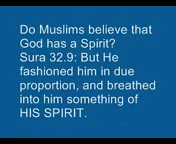 Do Muslims believe that
God has a Spirit?
Sura 32.9: But He
fashioned him in due
proportion, and breathed
into him something of
HIS SPIRIT.